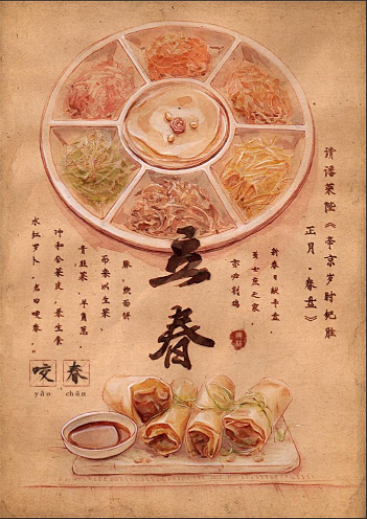 清潘荣陛《帝京岁时纪胜
正月·春盘》
新春日献辛盘
虽士庶之家
亦必割鸡
豚，炊面饼
而杂以生菜
青韭菜、羊角葱
冲和合菜皮，兼生食
水红萝卜，名曰咬春。
立春
咬春
yǎo chūn